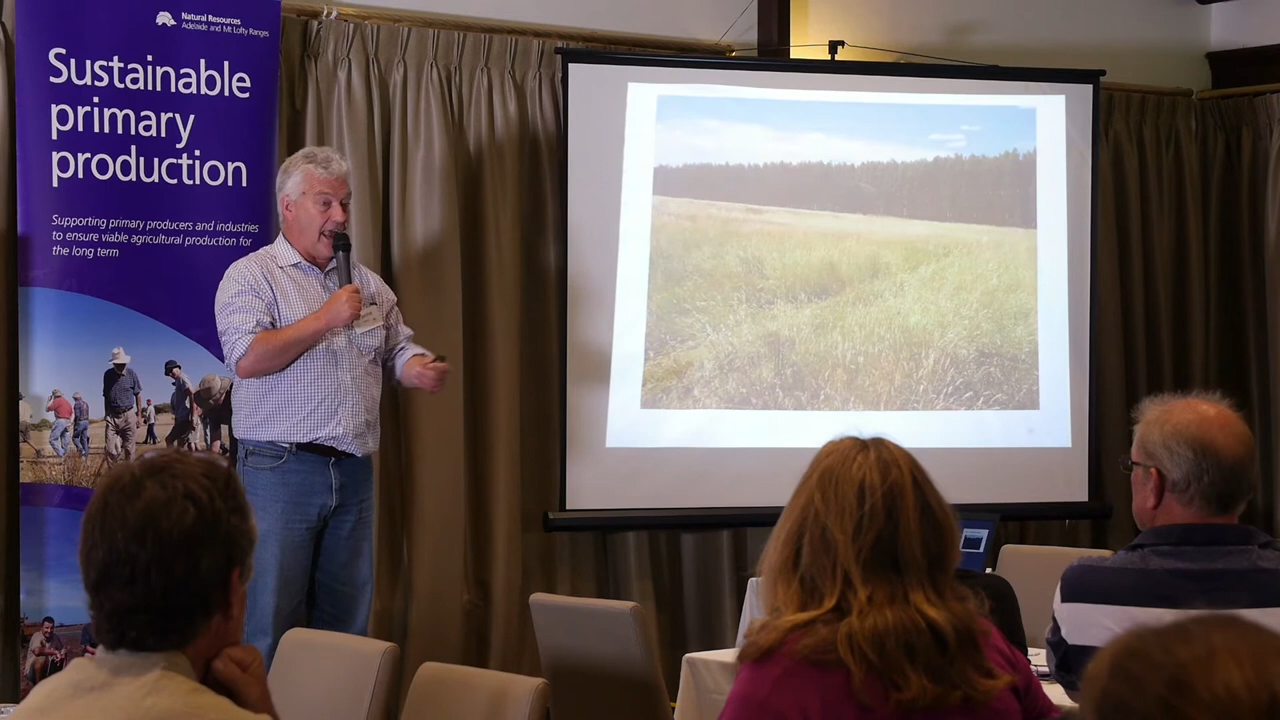 Natural Resources
Adelaide and Mt Lofty Ranges
Sustainable
primary
production
Supporting primary producers and industries
to ensure viable agricultural production for
the long term